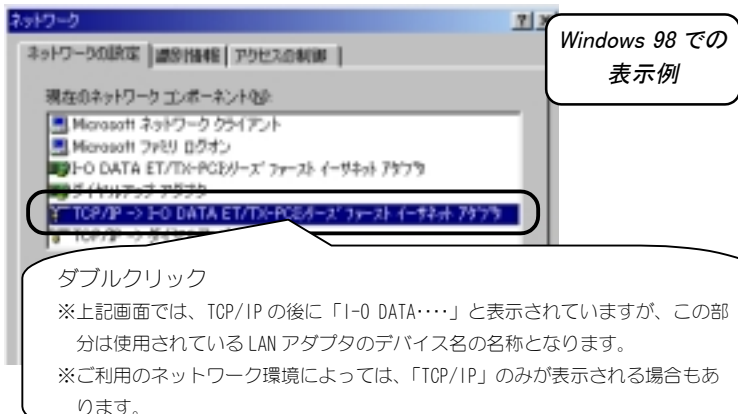 ネットワーク
Windows 98 での
表示例
ネットワークの設定 識別情報 アクセスの制御
現在のネットワーク コンポーネント(N):
Microsoft ネットワーク クライアント
Microsoft ファミリ ログオン
I-O DATA ET/TX-PCIシリーズ ファースト イーサネット アダプタ
ダイヤルアップ アダプタ
TCP/IP -> I-O DATA ET/TX-PCIシリーズ ファースト イーサネット アダプタ
TCP/IP ->
ダブルクリック
※上記画面では、TCP/IP の後に「I-O DATA････」と表示されていますが、この部
分は使用されている LAN アダプタのデバイス名の名称となります。
※ご利用のネットワーク環境によっては、「TCP/IP」のみが表示される場合もあ
ります。